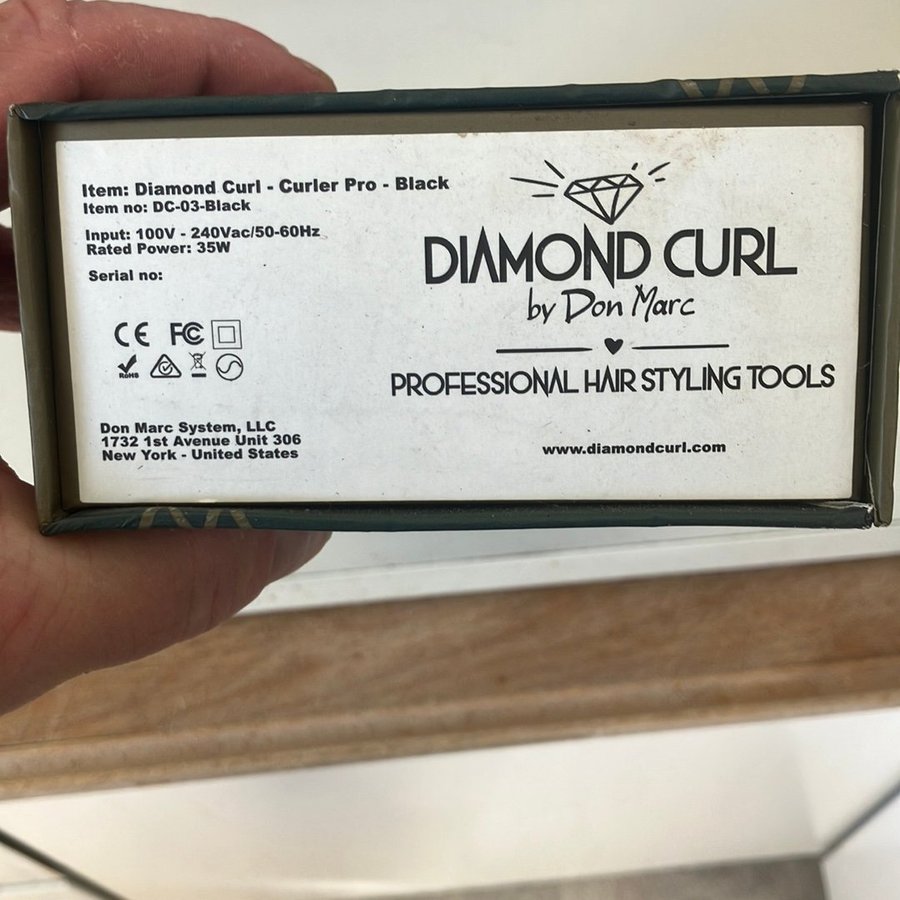 Item: Diamond Curl - Curler Pro - Black
Item no: DC-03-Black
Input: 100V - 240Vac/50-60Hz
Rated Power: 35W
Serial no:
CE FC
RoHS
Don Marc System, LLC
1732 1st Avenue Unit 306
New York - United States
DIAMOND CURL
by Don Marc
PROFESSIONAL HAIR STYLING TOOLS
www.diamondcurl.com